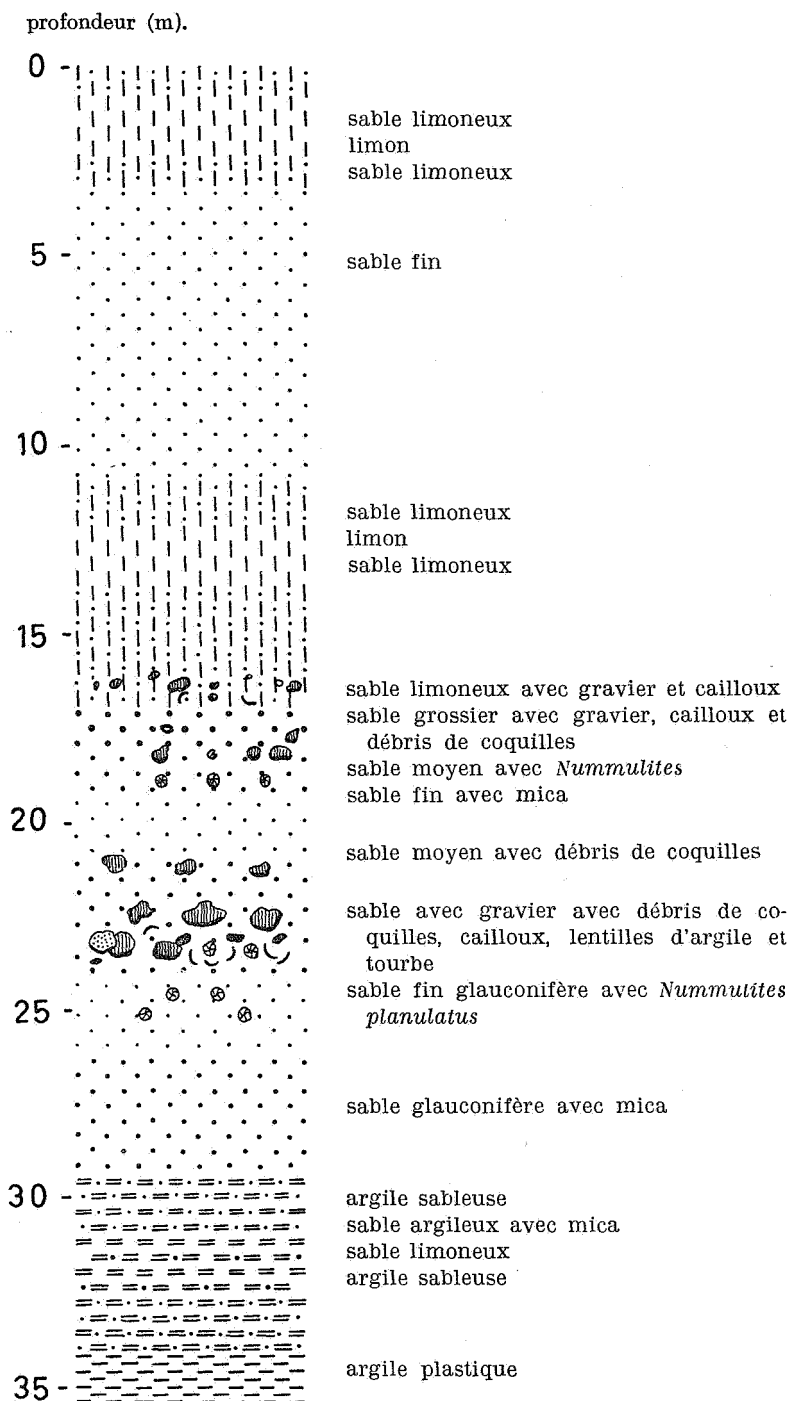 profondeur (m).
0
sable limoneux
limon
sable limoneux
5
sable fin
10
sable limoneux
limon
sable limoneux
15
sable limoneux avec gravier et cailloux
sable grossier avec gravier, cailloux et
débris de coquilles
sable moyen avec Nummulites
sable fin avec mica
20
sable moyen avec débris de coquilles
sable avec gravier avec débris de co-
quilles, cailloux, lentilles d'argile et
tourbe
sable fin glauconifère avec Nummulites
25
planulatus
sable glauconifère avec mica
30
argile sableuse
sable argileux avec mica
sable limoneux
argile sableuse
argile plastique
35